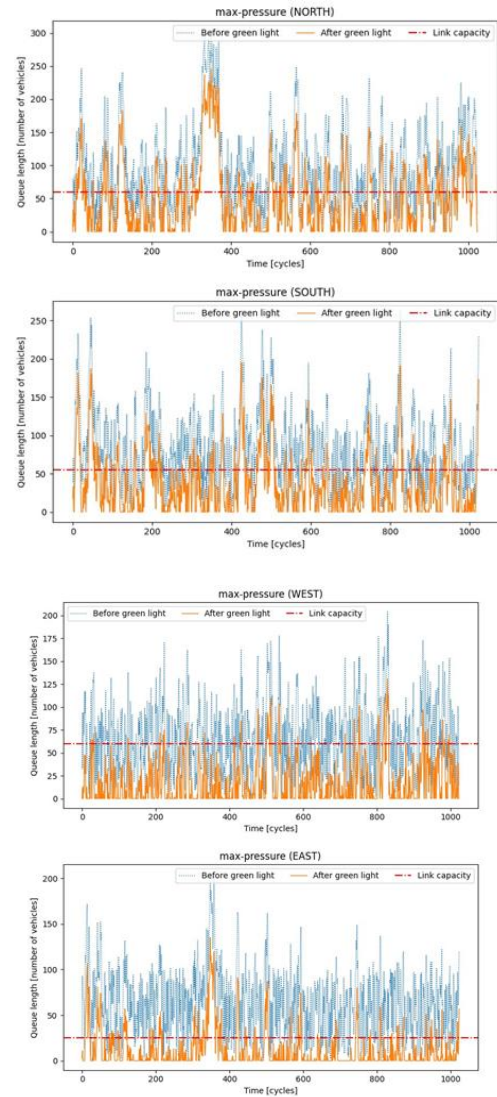 max-pressure (NORTH)
Before green light After green light Link capacity
Queue length [number of vehicles]
300
250
200
150
100
50
0
0 200 400 600 800 1000
Time [cycles]
max-pressure (SOUTH)
Before green light After green light Link capacity
Queue length [number of vehicles]
250
200
150
100
50
0
0 200 400 600 800 1000
Time [cycles]
max-pressure (WEST)
Before green light After green light Link capacity
Queue length [number of vehicles]
200
175
150
125
100
75
50
25
0
0 200 400 600 800 1000
Time [cycles]
max-pressure (EAST)
Before green light After green light Link capacity
Queue length [number of vehicles]
200
150
100
50
0
0 200 400 600 800 1000
Time [cycles]